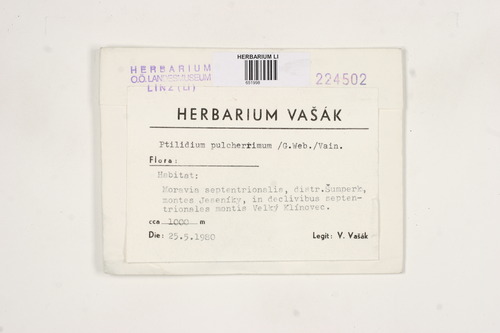 HERBARIUM
O.Ö. LANDESMUSEUM
LINZ (LI)
HERBARIUM LI
224502
HERBARIUM VAŠÁK
Ptilidium pulcherrimum /G.Web./Vain.
Flora:
Habitat:
Moravia septentrionalis, distr.Šumperk,
montes Jeseníky, in declivibus septen-
trionales montis Velký Klínovec.
cca 1000 m
Die: 25.5.1980
Legit: V. Vašák